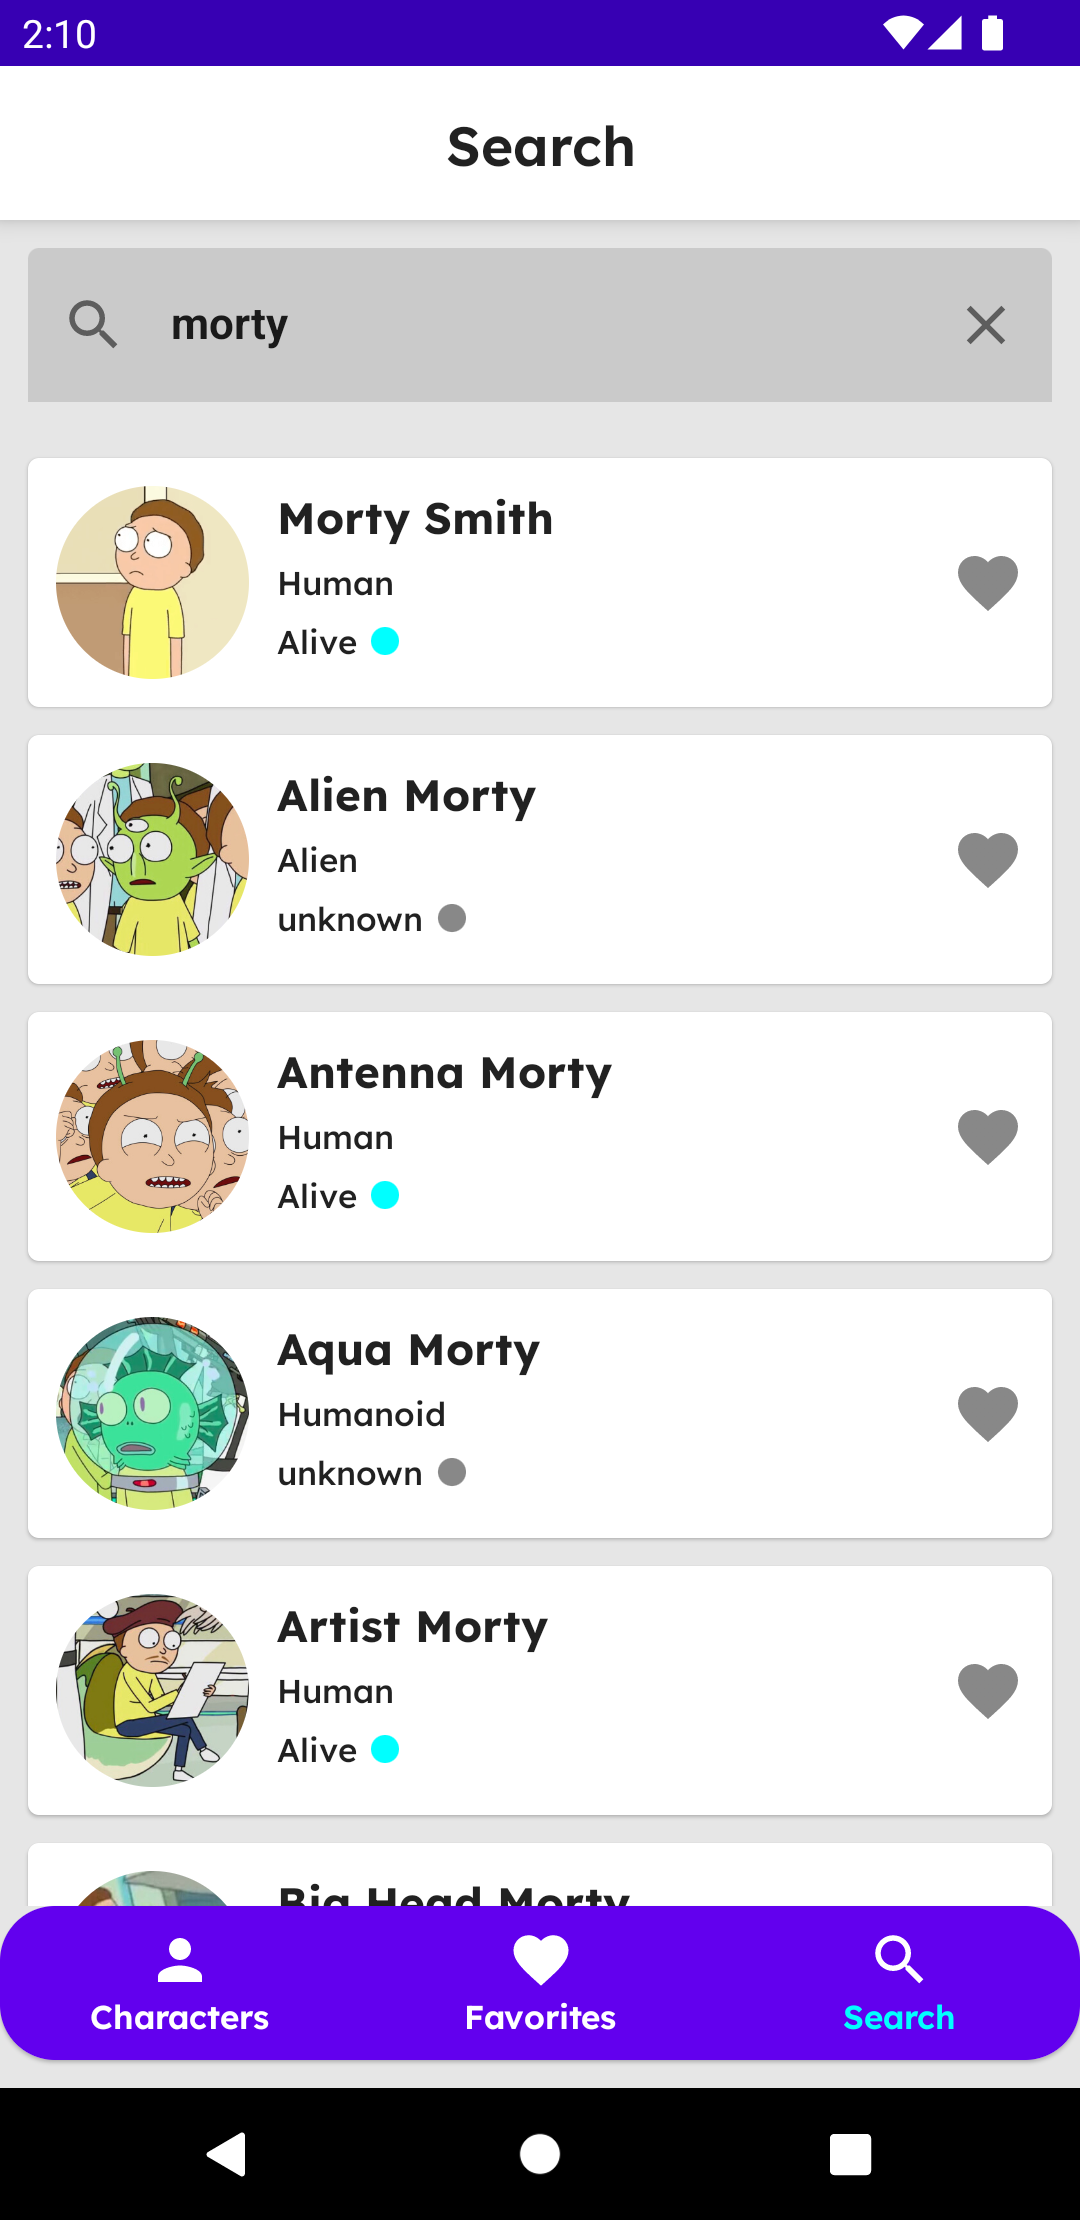 2:10
Search
morty
Morty Smith
Human
Alive
Alien Morty
Alien
unknown
Antenna Morty
Human
Alive
Aqua Morty
Humanoid
unknown
Artist Morty
Human
Alive
Big Head Morty
Characters
Favorites
Search